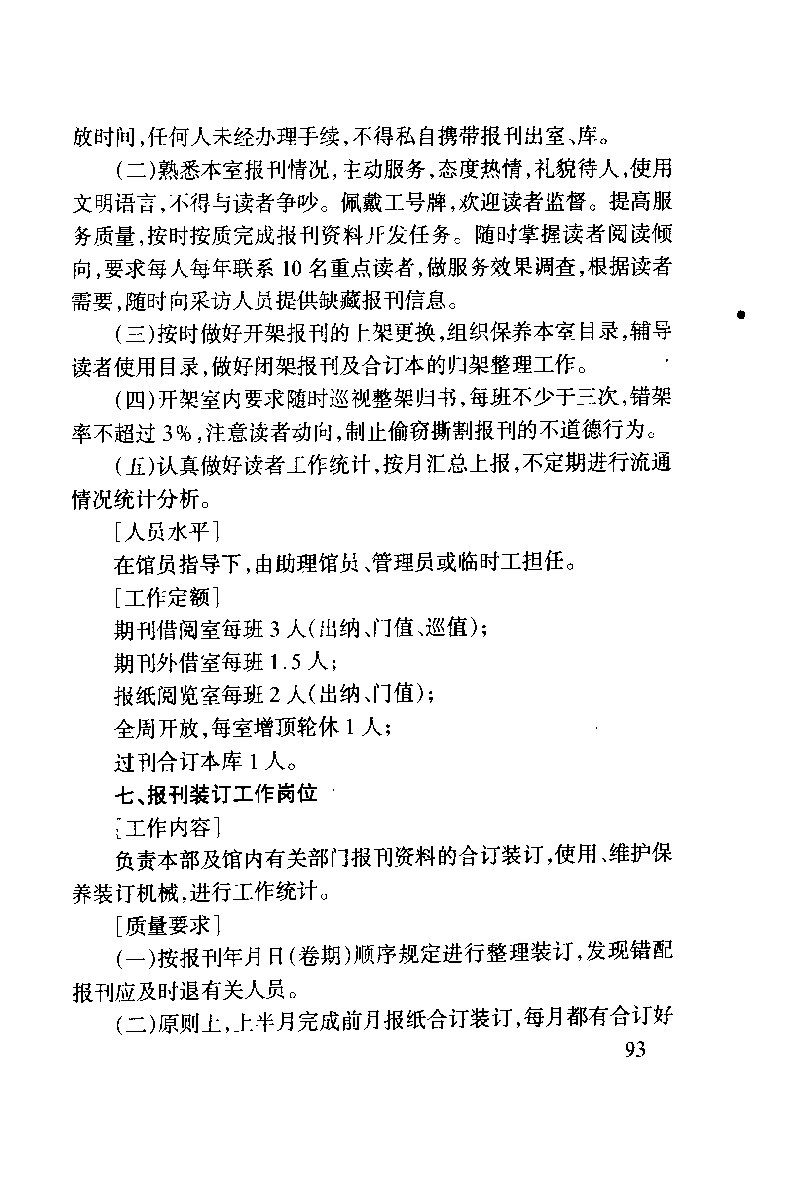 放时间,任何人未经办理手续,不得私自携带报刊出室、库。
(二)熟悉本室报刊情况,主动服务,态度热情,礼貌待人,使用
文明语言,不得与读者争吵。佩戴工号牌,欢迎读者监督。提高服
务质量,按时按质完成报刊资料开发任务。随时掌握读者阅读倾
向,要求每人每年联系 10 名重点读者,做服务效果调查,根据读者
需要,随时向采访人员提供缺藏报刊信息。
(三)按时做好开架报刊的上架更换,组织保养本室目录,辅导
读者使用目录,做好闭架报刊及合订本的归架整理工作。
(四)开架室内要求随时巡视整架归书,每班不少于三次,错架
率不超过 3%,注意读者动向,制止偷窃撕割报刊的不道德行为。
(五)认真做好读者工作统计,按月汇总上报,不定期进行流通
情况统计分析。
[人员水平]
在馆员指导下,由助理馆员、管理员或临时工担任。
[工作定额]
期刊借阅室每班 3 人(出纳、门值、巡值);
期刊外借室每班 1.5 人;
报纸阅览室每班 2 人(出纳、门值);
全周开放,每室增顶轮休 1 人;
过刊合订本库 1 人。
七、报刊装订工作岗位
[工作内容]
负责本部及馆内有关部门报刊资料的合订装订,使用、维护保
养装订机械,进行工作统计。
[质量要求]
(一)按报刊年月日(卷期)顺序规定进行整理装订,发现错配
报刊应及时退有关人员。
(二)原则上,上半月完成前月报纸合订装订,每月都有合订好
93